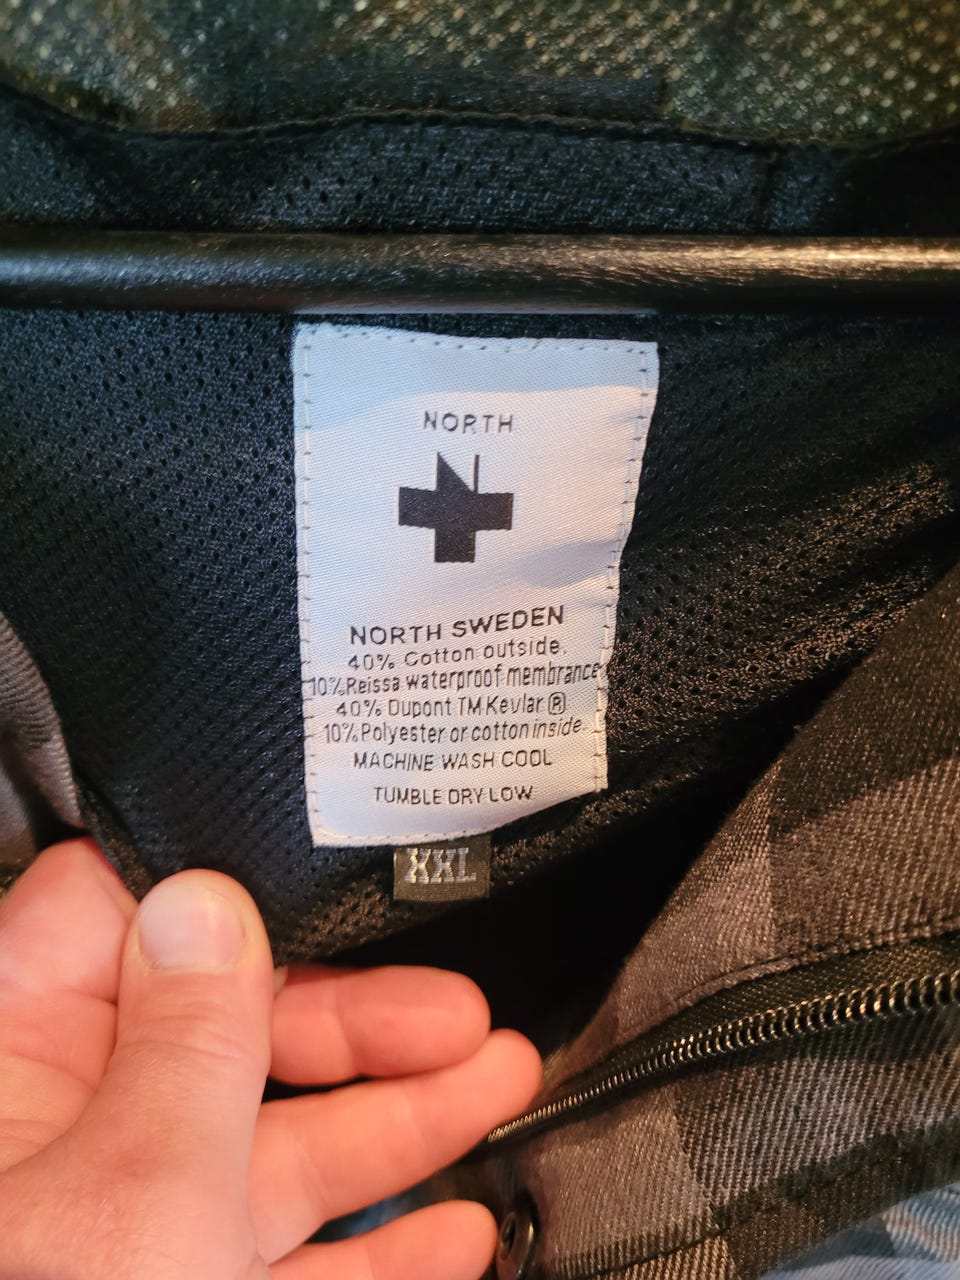 NORTH
NORTH SWEDEN
40% Cotton outside.
10%Reissa waterproof membrance
40% Dupont TM Kevlar ®
10% Polyester or cotton inside.
MACHINE WASH COOL
TUMBLE DRY LOW
XXL